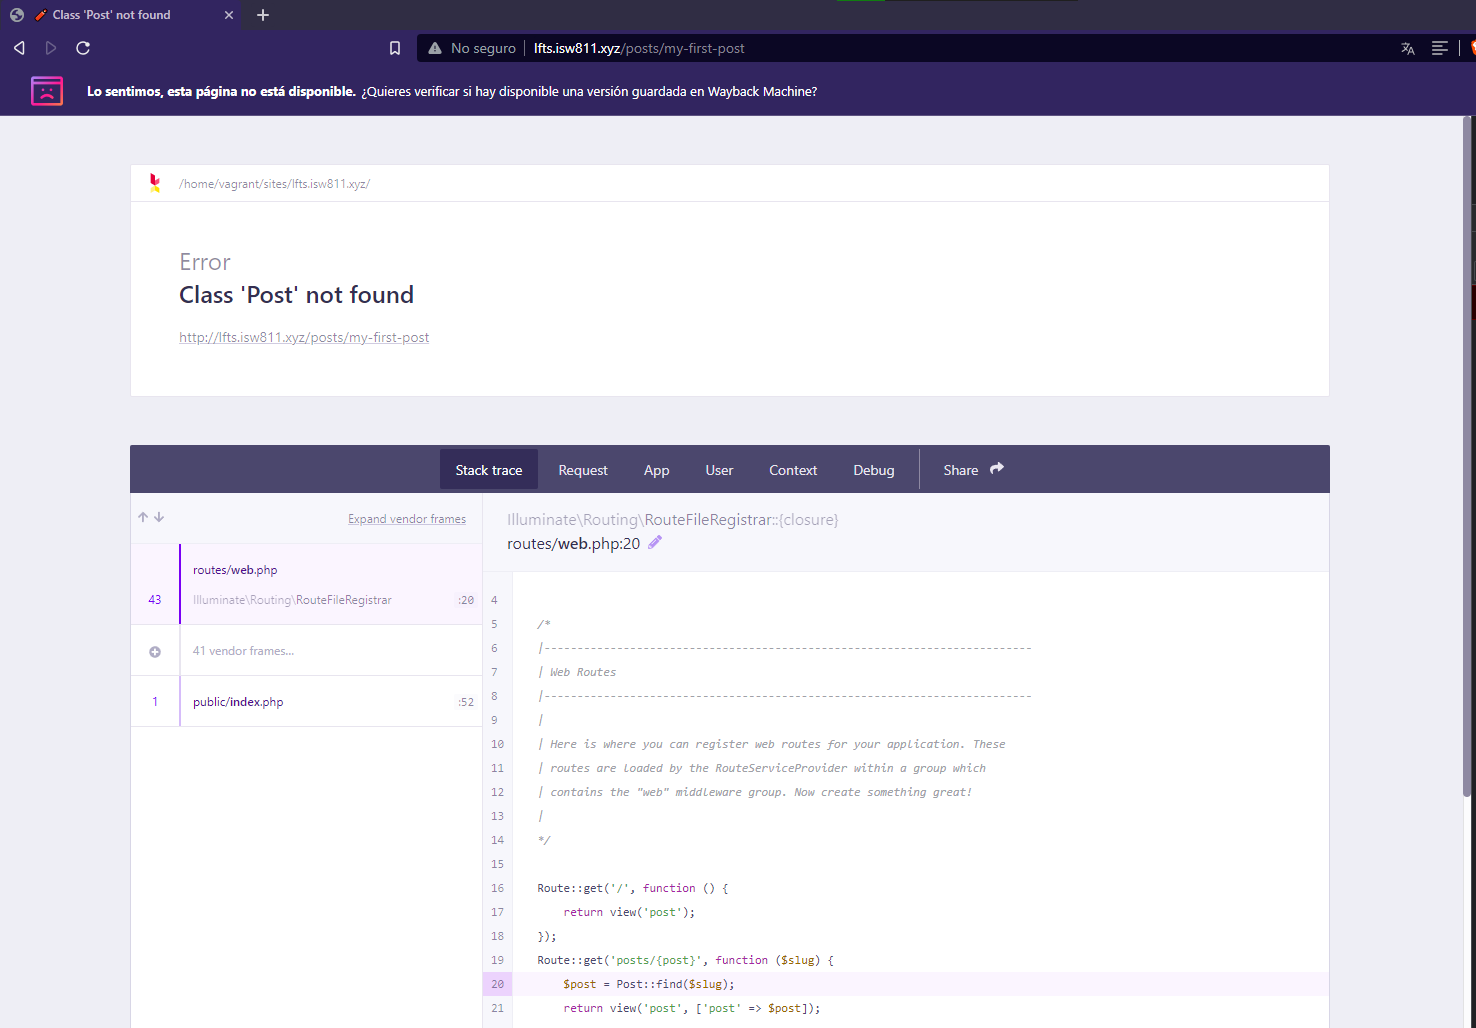 Class 'Post' not found
No seguro
lfts.isw811.xyz/posts/my-first-post
Lo sentimos, esta página no está disponible. ¿Quieres verificar si hay disponible una versión guardada en Wayback Machine?
/home/vagrant/sites/lfts.isw811.xyz/
Error
Class 'Post' not found
http://lfts.isw811.xyz/posts/my-first-post
Stack trace
Request
App
User
Context
Debug
Share
Expand vendor frames
routes/web.php
43
Illuminate\Routing\RouteFileRegistrar
:20
41 vendor frames...
1
public/index.php
:52
Illuminate\Routing\RouteFileRegistrar::{closure}
routes/web.php:20
4
5 /*
6 |--------------------------------------------------------------------------
7 | Web Routes
8 |--------------------------------------------------------------------------
9 |
10 | Here is where you can register web routes for your application. These
11 | routes are loaded by the RouteServiceProvider within a group which
12 | contains the "web" middleware group. Now create something great!
13 |
14 */
15
16 Route::get('/', function () {
17     return view('post');
18 });
19 Route::get('posts/{post}', function ($slug) {
20     $post = Post::find($slug);
21     return view('post', ['post' => $post]);